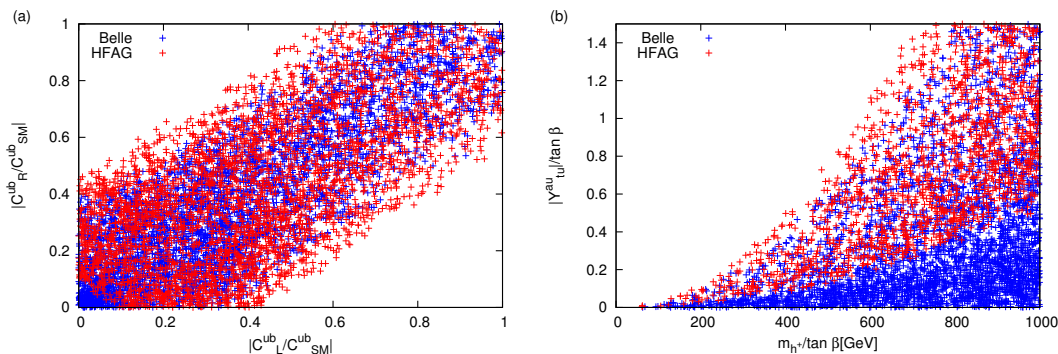 (a)
Belle
HFAG
|C^ub_R/C^ub_SM|
1
0.8
0.6
0.4
0.2
0
0 0.2 0.4 0.6 0.8 1
|C^ub_L/C^ub_SM|
(b)
Belle
HFAG
|Y^au_tu|/tan β
1.4
1.2
1
0.8
0.6
0.4
0.2
0
0 200 400 600 800 1000
m_h+/tan β[GeV]